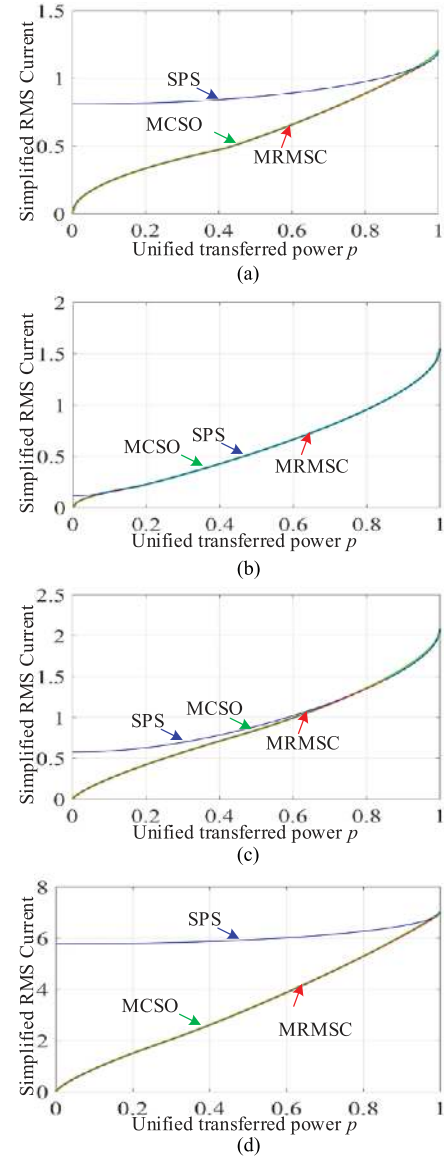 1.5
Simplified RMS Current
SPS
1
MCSO
0.5
MRMSC
0
0 0.2 0.4 0.6 0.8 1
Unified transferred power p
(a)
2
Simplified RMS Current
1.5
1
SPS
MCSO
0.5
MRMSC
0
0 0.2 0.4 0.6 0.8 1
Unified transferred power p
(b)
2.5
Simplified RMS Current
2
1.5
MCSO
SPS
1
MRMSC
0.5
0
0 0.2 0.4 0.6 0.8 1
Unified transferred power p
(c)
8
Simplified RMS Current
SPS
6
4
MCSO
MRMSC
2
0
0 0.2 0.4 0.6 0.8 1
Unified transferred power p
(d)